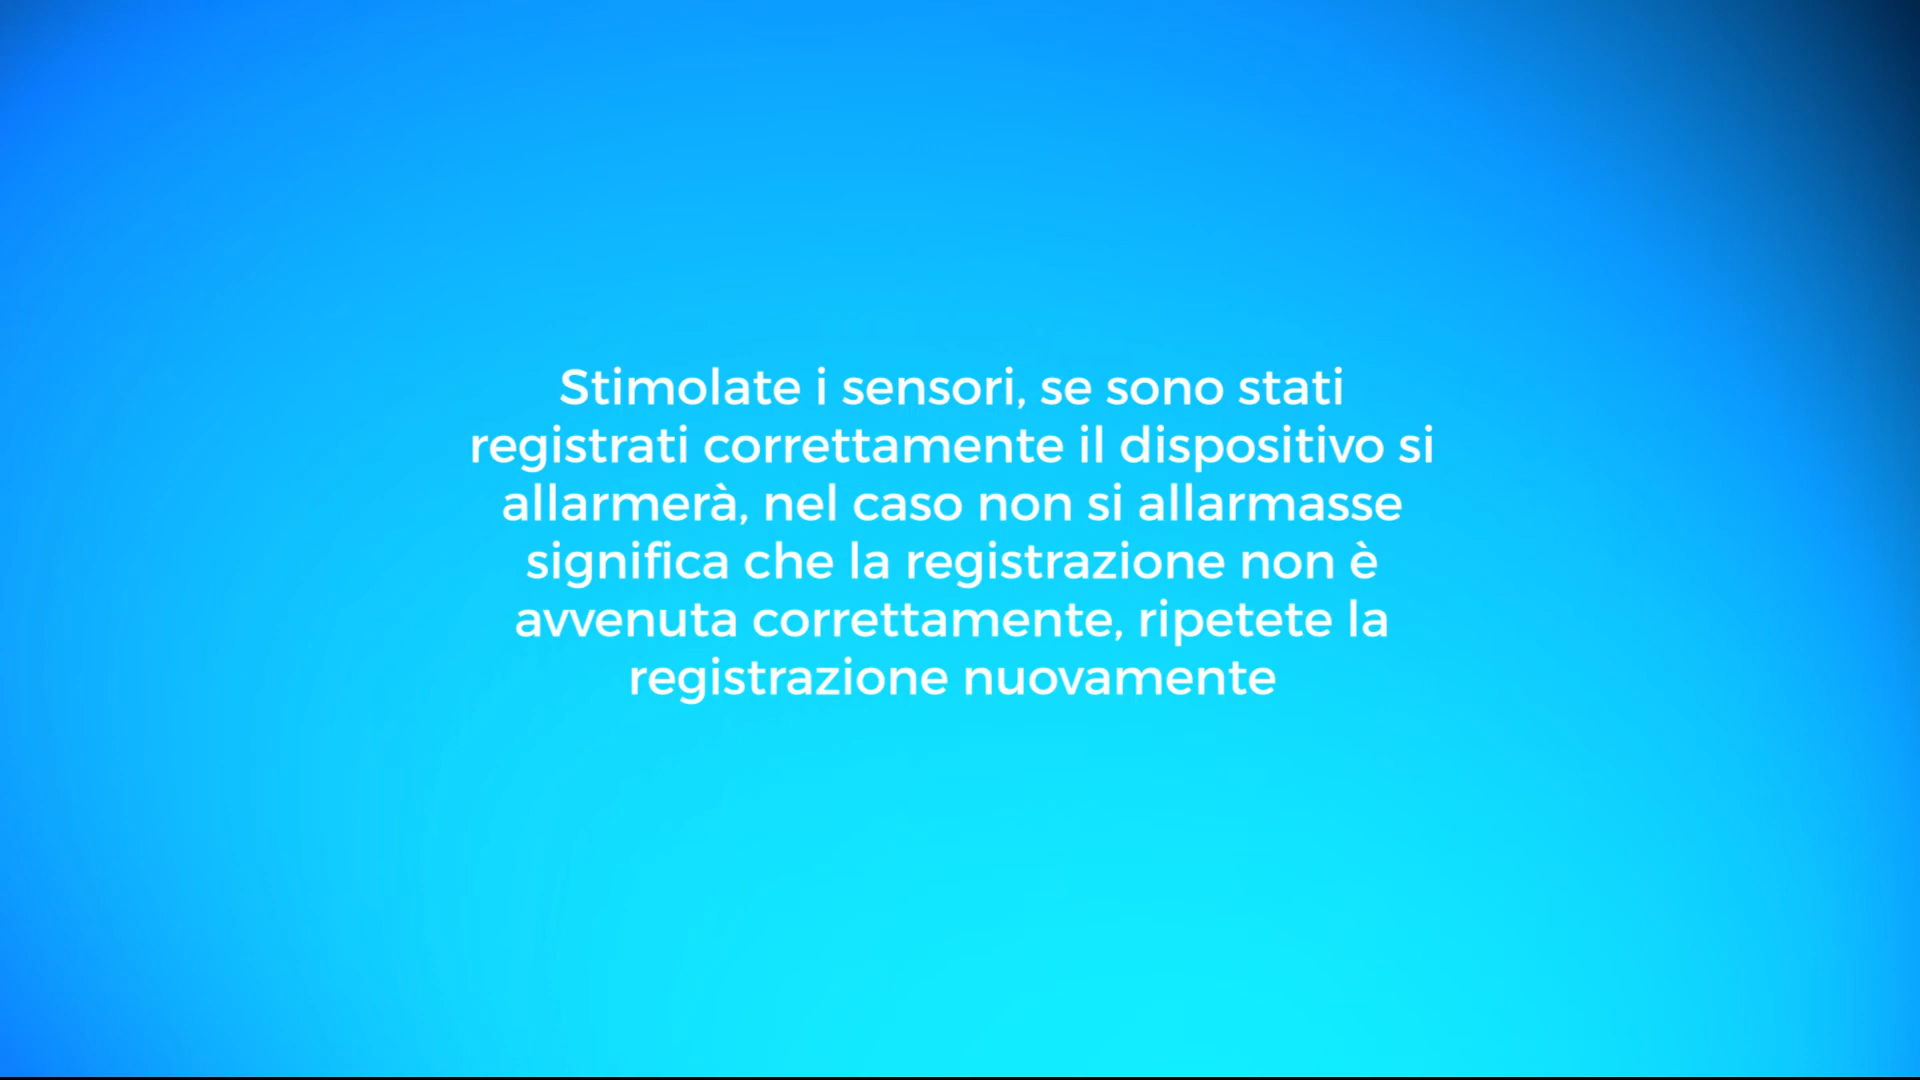 Stimolate i sensori, se sono stati
registrati correttamente il dispositivo si
allarmerà, nel caso non si allarmasse
significa che la registrazione non è
avvenuta correttamente, ripetete la
registrazione nuovamente